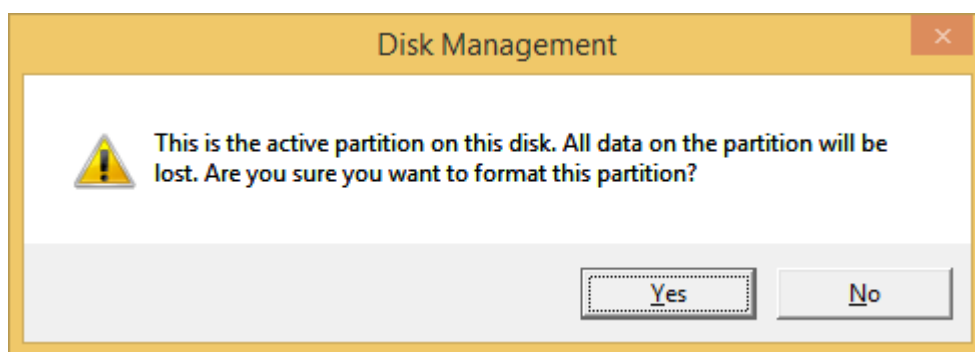 Disk Management
This is the active partition on this disk. All data on the partition will be
lost. Are you sure you want to format this partition?
Yes
No